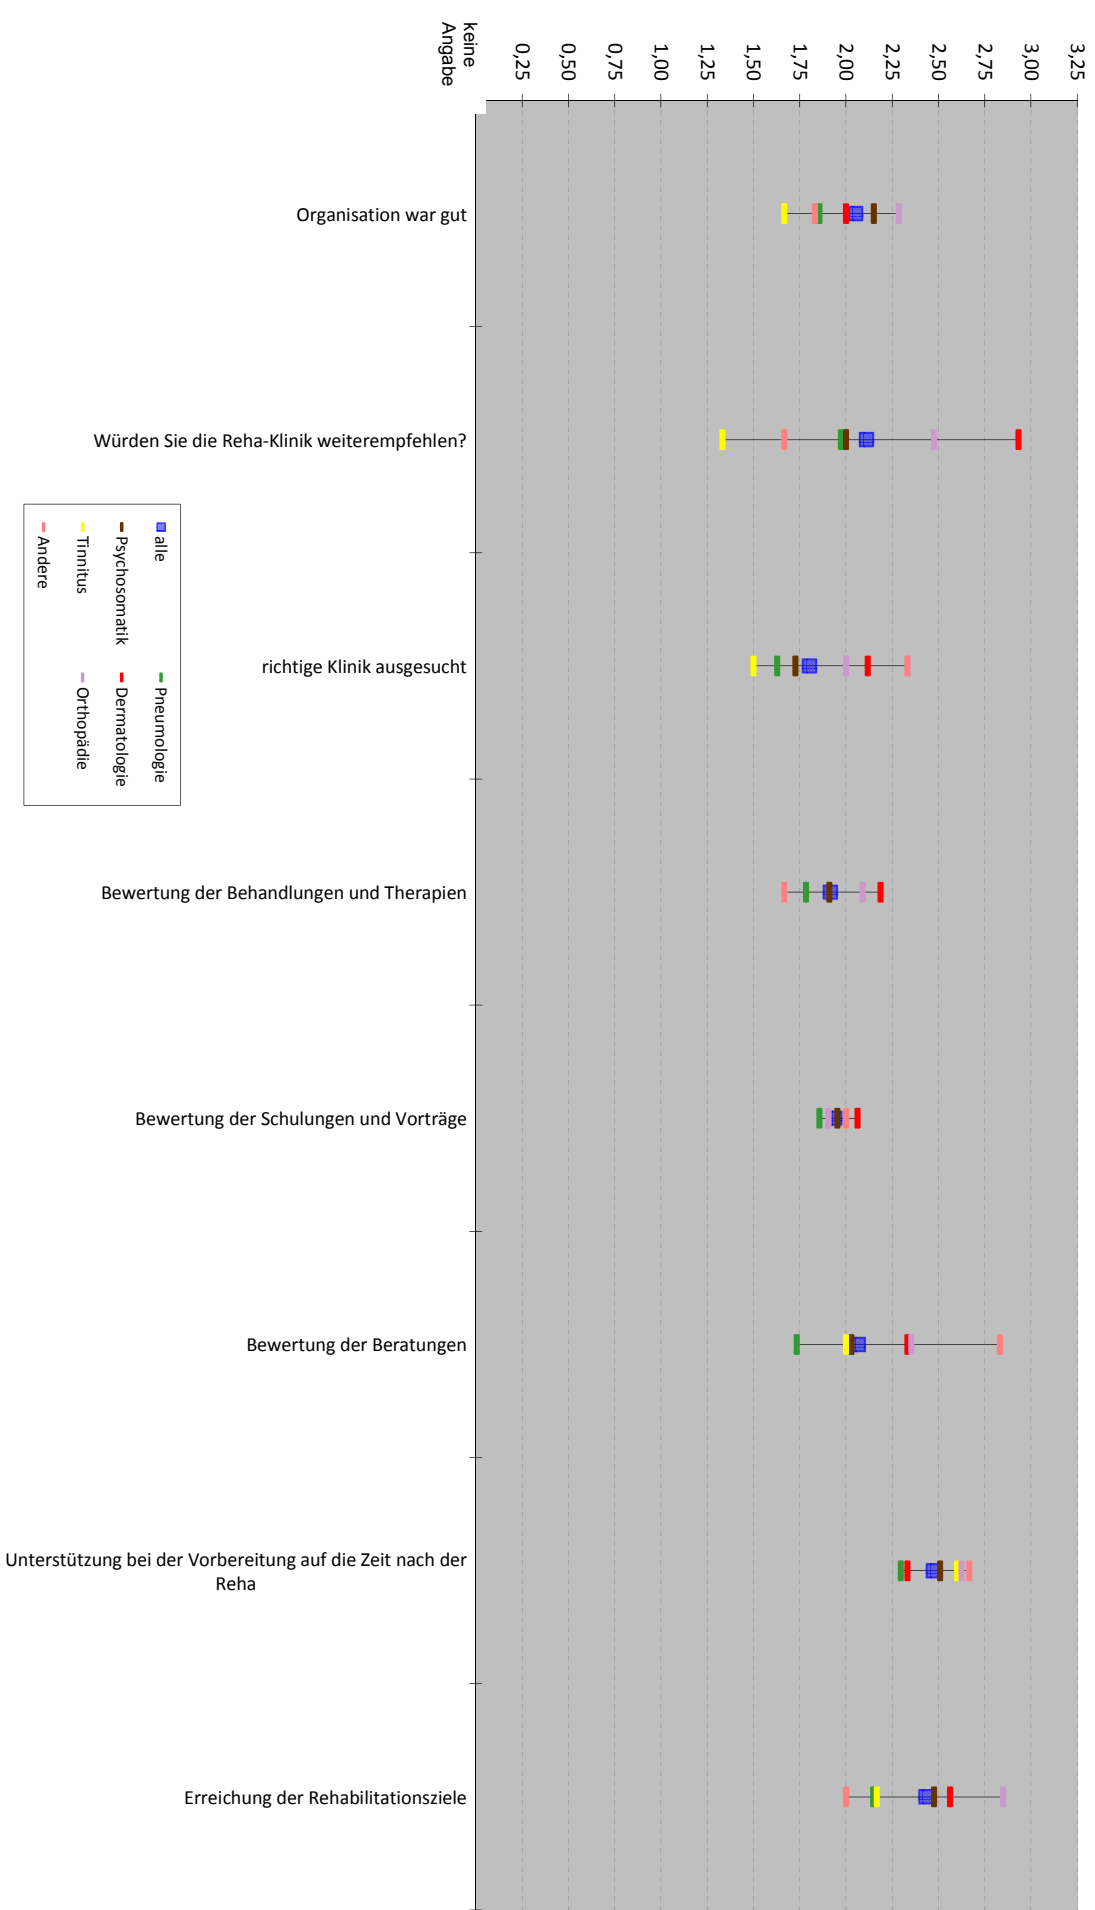 keine
Angabe
0,25
0,50
0,75
1,00
1,25
1,50
1,75
2,00
2,25
2,50
2,75
3,00
3,25
Organisation war gut
Würden Sie die Reha-Klinik weiterempfehlen?
richtige Klinik ausgesucht
Bewertung der Behandlungen und Therapien
Bewertung der Schulungen und Vorträge
Bewertung der Beratungen
Unterstützung bei der Vorbereitung auf die Zeit nach der
Reha
Erreichung der Rehabilitationsziele
alle
Pneumologie
Psychosomatik
Dermatologie
Tinnitus
Orthopädie
Andere